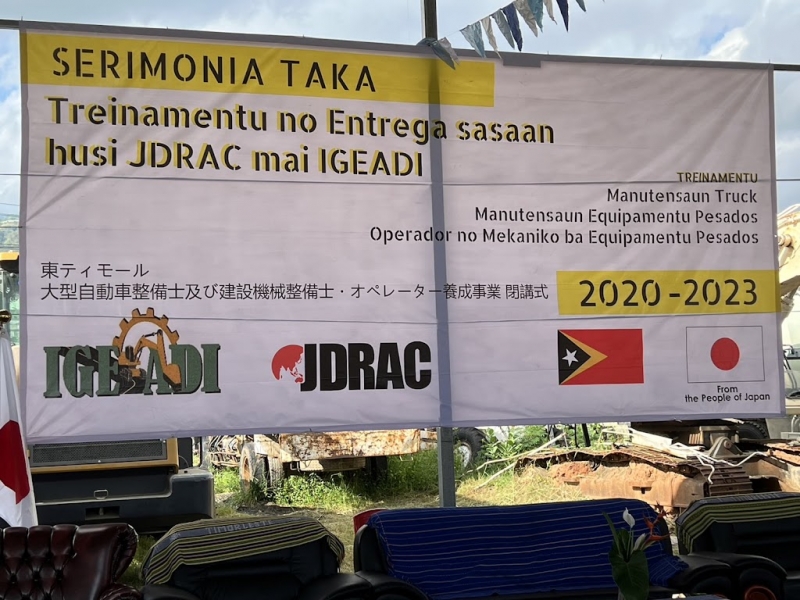 SERIMONIA TAKA
Treinamentu no Entrega sasaan
husi JDRAC mai IGEADI
TREINAMENTU
Manutensaun Truck
Manutensaun Equipamentu Pesados
Operador no Mekaniko ba Equipamentu Pesados
東ティモール
大型自動車整備士及び建設機械整備士・オペレーター養成事業 閉講式
2020-2023
IGEADI
JDRAC
From
the People of Japan